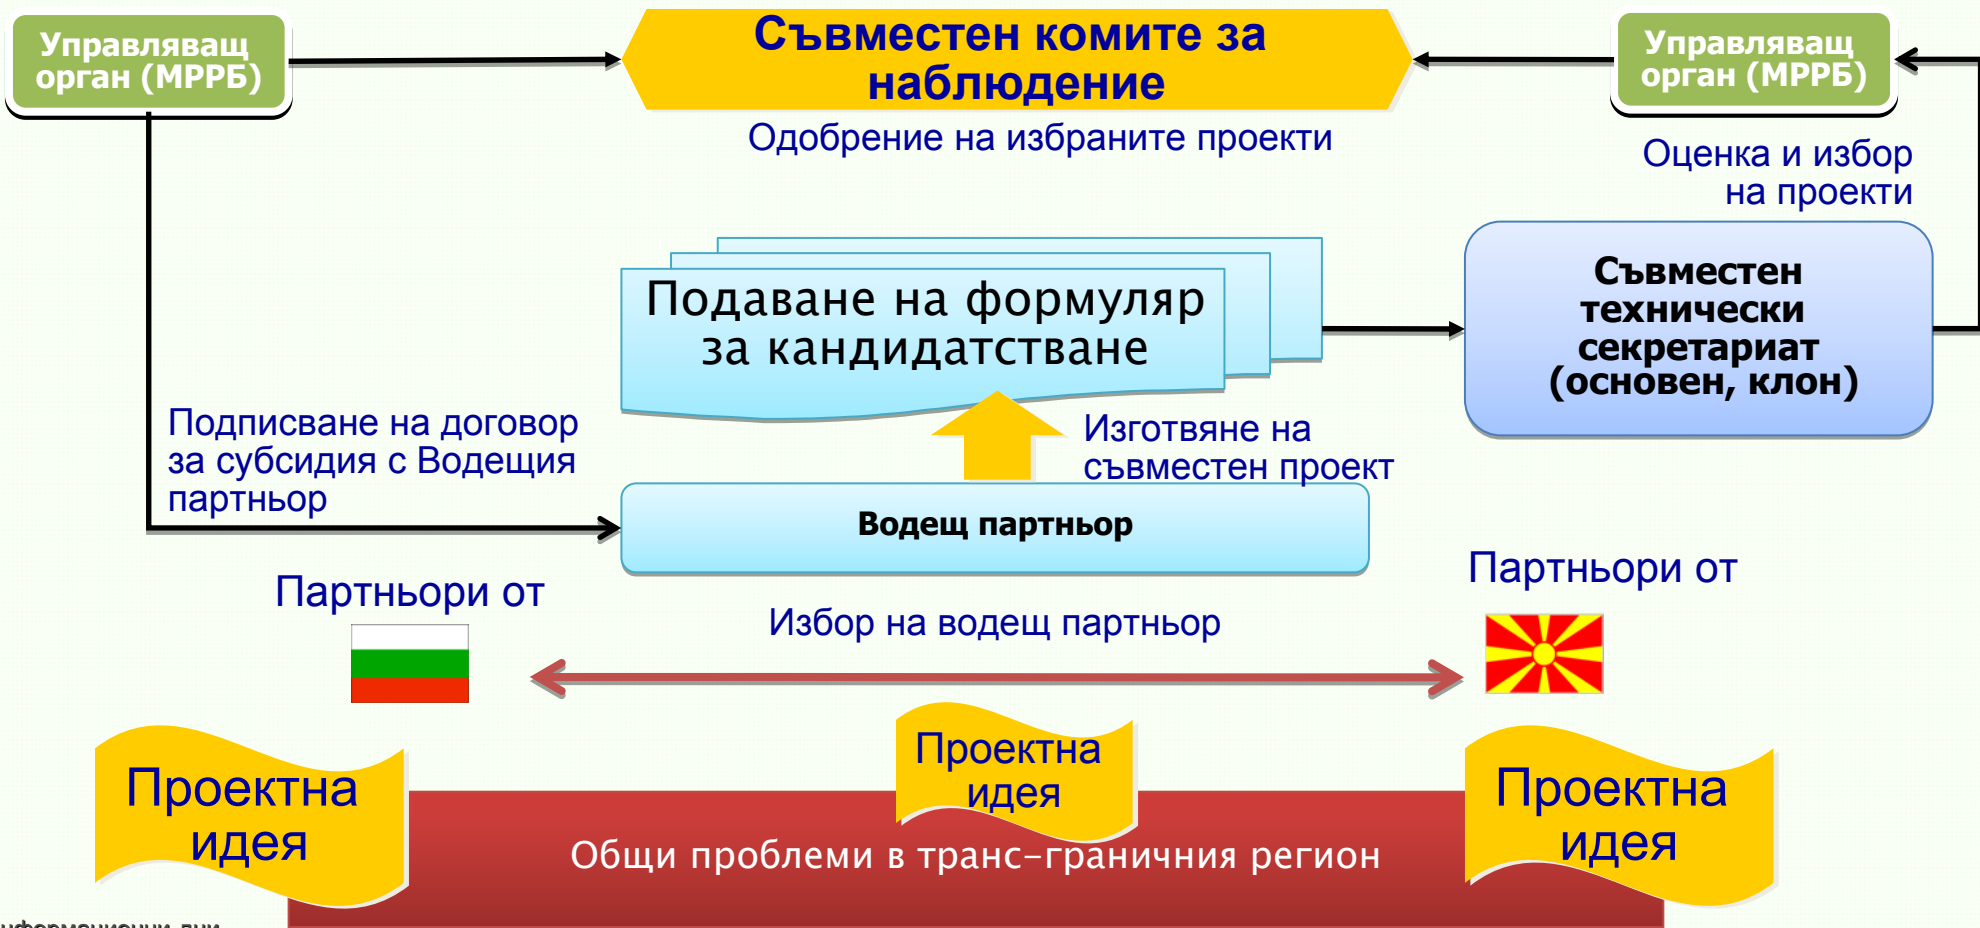 Управляващ
орган (МРРБ)
Съвместен комите за
наблюдение
Управляващ
орган (МРРБ)
Одобрение на избраните проекти
Оценка и избор
на проекти
Подаване на формуляр
за кандидатстване
Съвместен
технически
секретариат
(основен, клон)
Подписване на договор
за субсидия с Водещия
партньор
Изготвяне на
съвместен проект
Водещ партньор
Партньори от
Партньори от
Избор на водещ партньор
Проектна
идея
Проектна
идея
Проектна
идея
Общи проблеми в транс-граничния регион